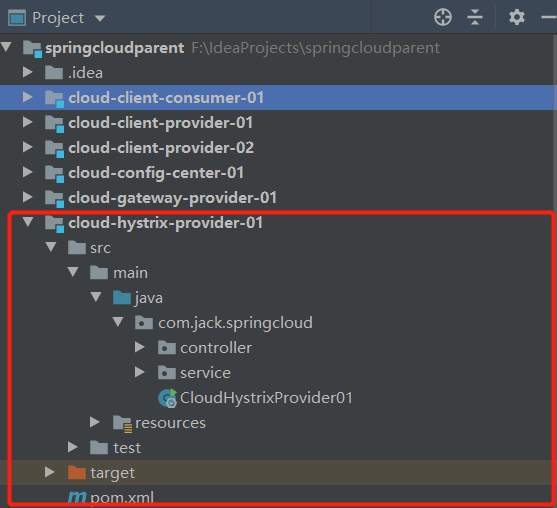 Project
springcloudparent F:\IdeaProjects\springcloudparent
.idea
cloud-client-consumer-01
cloud-client-provider-01
cloud-client-provider-02
cloud-config-center-01
cloud-gateway-provider-01
cloud-hystrix-provider-01
src
main
java
com.jack.springcloud
controller
service
CloudHystrixProvider01
resources
test
target
pom.xml